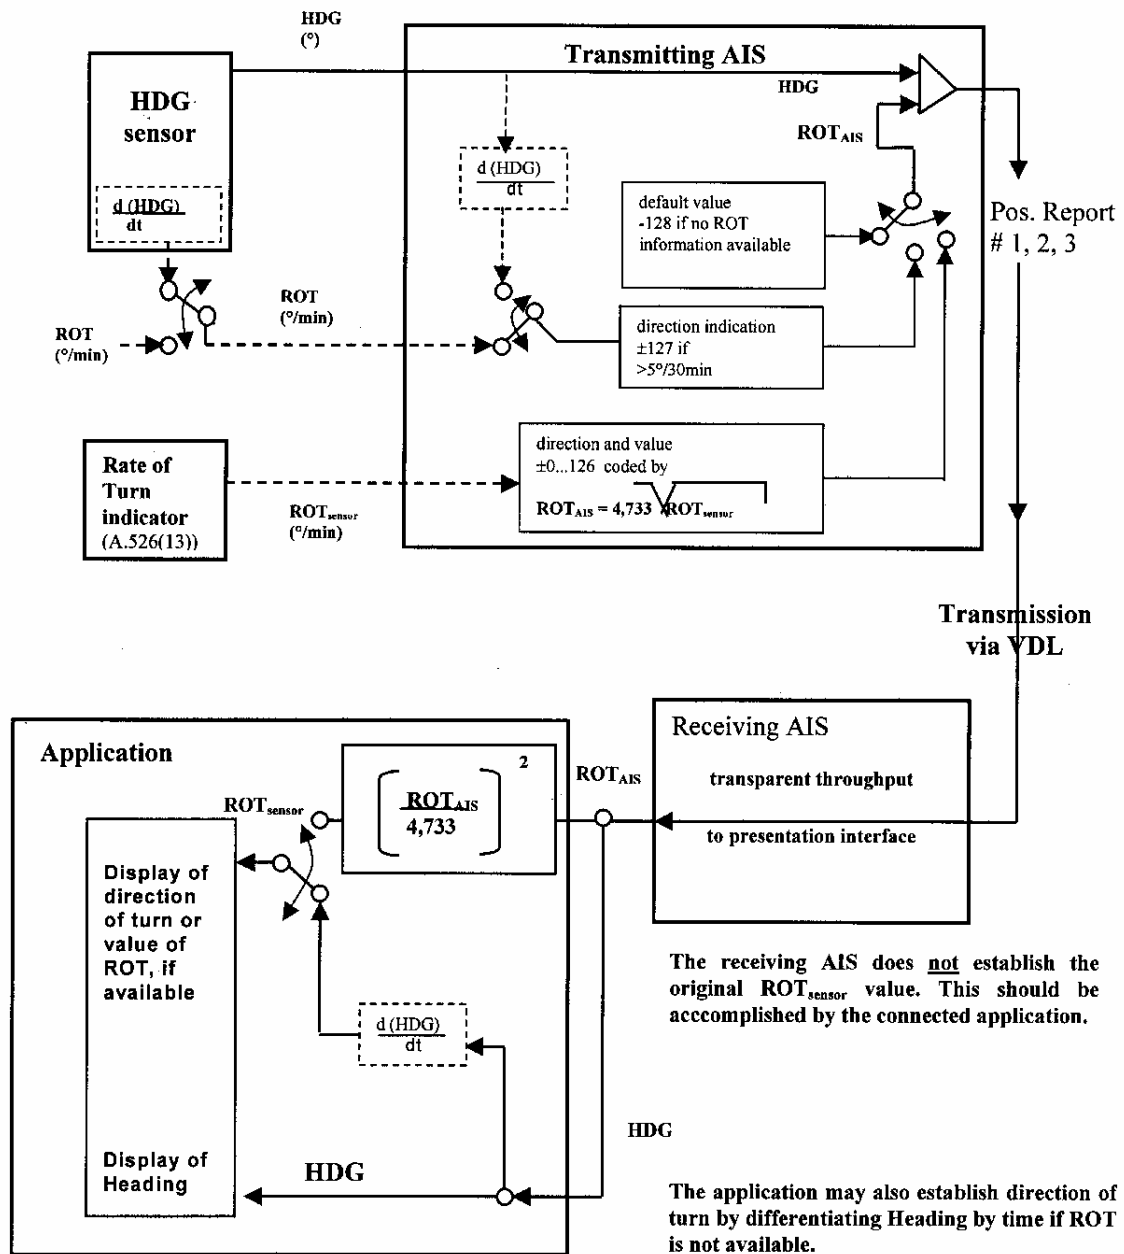 HDG
(°)
Transmitting AIS
HDG
sensor
d (HDG)
dt
HDG
ROT_AIS
d (HDG)
dt
default value
-128 if no ROT
information available
Pos. Report
# 1, 2, 3
ROT
(°/min)
ROT
(°/min)
direction indication
±127 if
>5°/30min
Rate of
Turn
indicator
(A.526(13))
ROT_sensor
(°/min)
direction and value
±0...126 coded by
ROT_AIS = 4,733 √ROT_sensor
Transmission
via VDL
Application
ROT_sensor
ROT_AIS
4,733
2
ROT_AIS
Receiving AIS
transparent throughput
to presentation interface
Display of
direction
of turn or
value of
ROT, if
available
d (HDG)
dt
The receiving AIS does not establish the
original ROT_sensor value. This should be
acccomplished by the connected application.
HDG
Display of
Heading
HDG
The application may also establish direction of
turn by differentiating Heading by time if ROT
is not available.